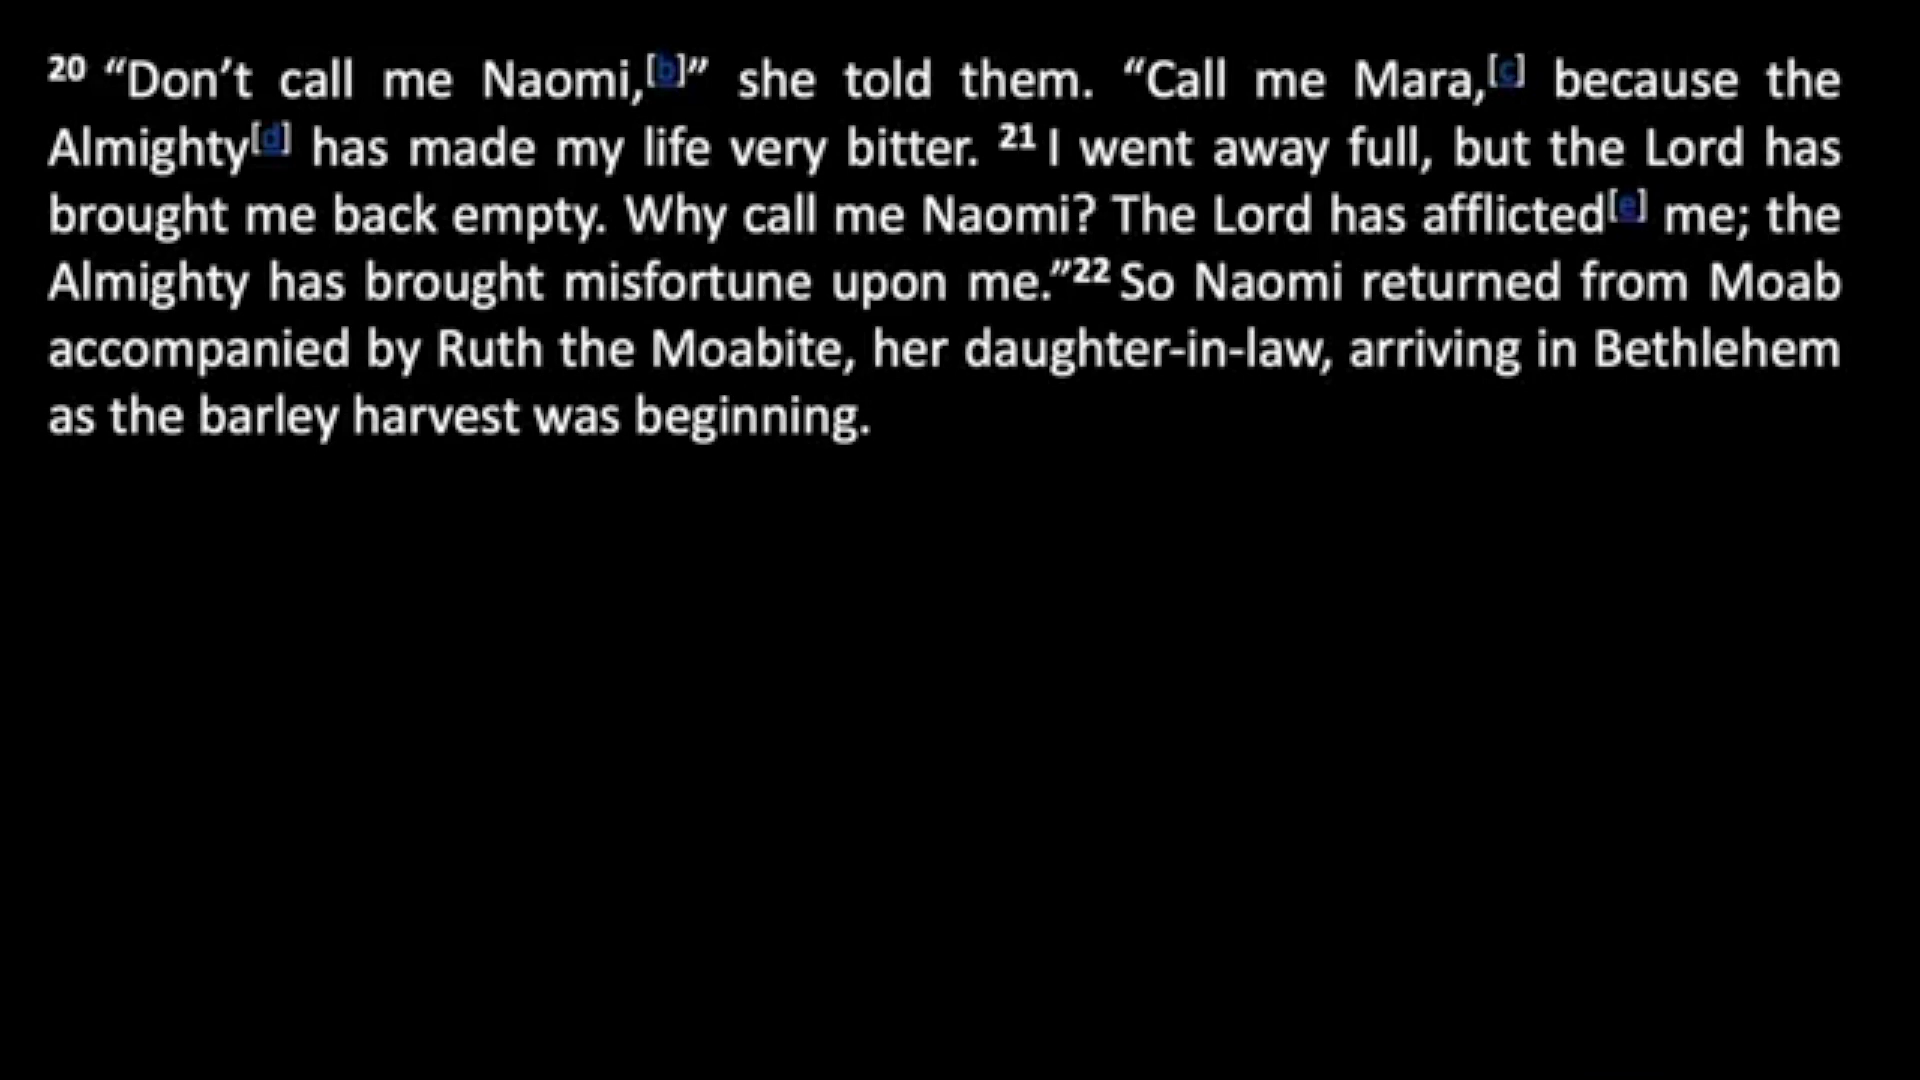 20 “Don’t call me Naomi,[b]” she told them. “Call me Mara,[c] because the
Almighty[d] has made my life very bitter. 21 I went away full, but the Lord has
brought me back empty. Why call me Naomi? The Lord has afflicted[e] me; the
Almighty has brought misfortune upon me.”22 So Naomi returned from Moab
accompanied by Ruth the Moabite, her daughter-in-law, arriving in Bethlehem
as the barley harvest was beginning.